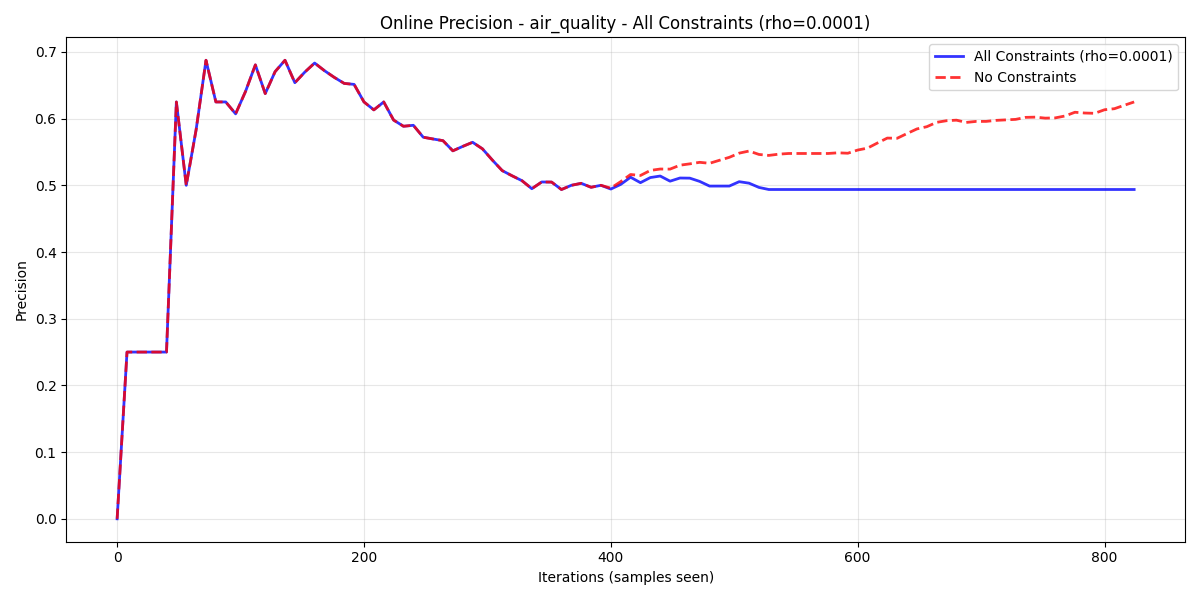 Online Precision - air_quality - All Constraints (rho=0.0001)
All Constraints (rho=0.0001)
No Constraints
Precision
0.7
0.6
0.5
0.4
0.3
0.2
0.1
0.0
0 200 400 600 800
Iterations (samples seen)